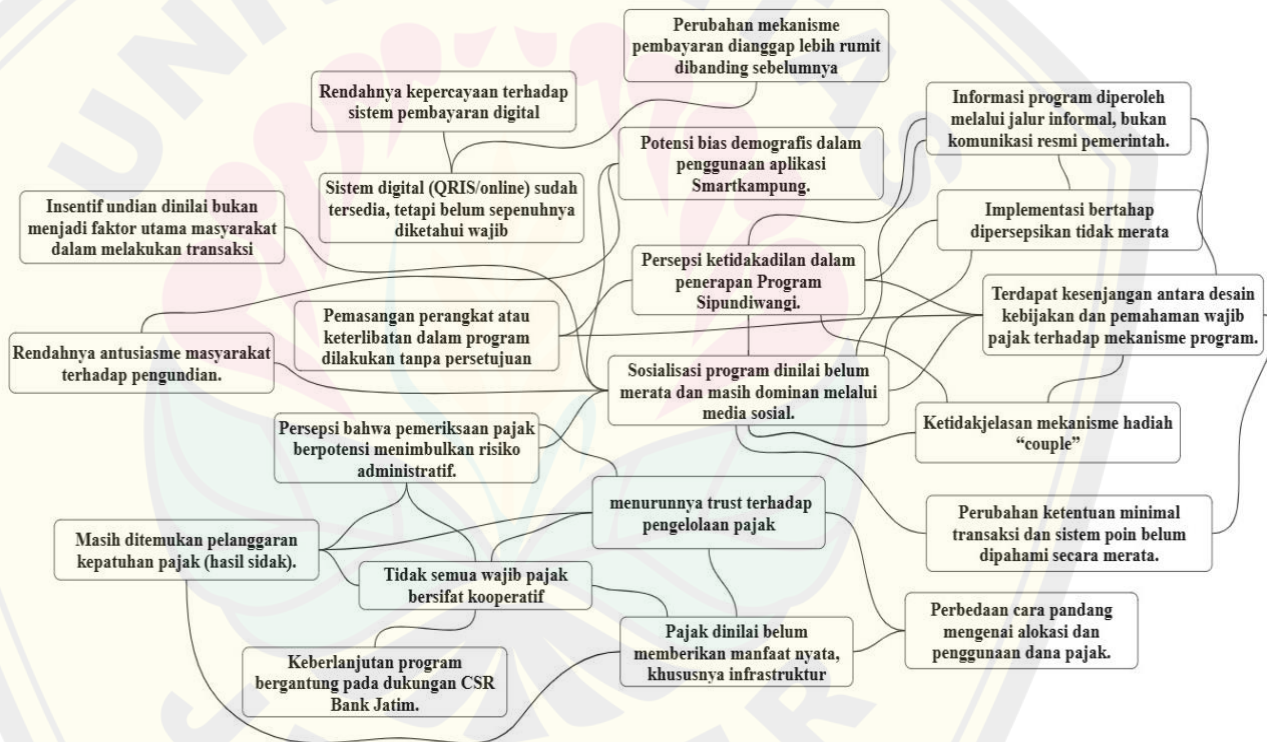 Perubahan mekanisme
pembayaran dianggap lebih rumit
dibanding sebelumnya
Rendahnya kepercayaan terhadap
sistem pembayaran digital
Informasi program diperoleh
melalui jalur informal, bukan
komunikasi resmi pemerintah.
Potensi bias demografis dalam
penggunaan aplikasi
Smartkampung.
Sistem digital (QRIS/online) sudah
tersedia, tetapi belum sepenuhnya
diketahui wajib
Insentif undian dinilai bukan
menjadi faktor utama masyarakat
dalam melakukan transaksi
Implementasi bertahap
dipersepsikan tidak merata
Persepsi ketidakadilan dalam
penerapan Program
Sipundiwangi.
Terdapat kesenjangan antara desain
kebijakan dan pemahaman wajib
pajak terhadap mekanisme program.
Pemasangan perangkat atau
keterlibatan dalam program
dilakukan tanpa persetujuan
Rendahnya antusiasme masyarakat
terhadap pengundian.
Sosialisasi program dinilai belum
merata dan masih dominan melalui
media sosial.
Ketidakjelasan mekanisme hadiah
“couple”
Persepsi bahwa pemeriksaan pajak
berpotensi menimbulkan risiko
administratif.
menurunnya trust terhadap
pengelolaan pajak
Perubahan ketentuan minimal
transaksi dan sistem poin belum
dipahami secara merata.
Masih ditemukan pelanggaran
kepatuhan pajak (hasil sidak).
Tidak semua wajib pajak
bersifat kooperatif
Perbedaan cara pandang
mengenai alokasi dan
penggunaan dana pajak.
Pajak dinilai belum
memberikan manfaat nyata,
khususnya infrastruktur
Keberlanjutan program
bergantung pada dukungan CSR
Bank Jatim.